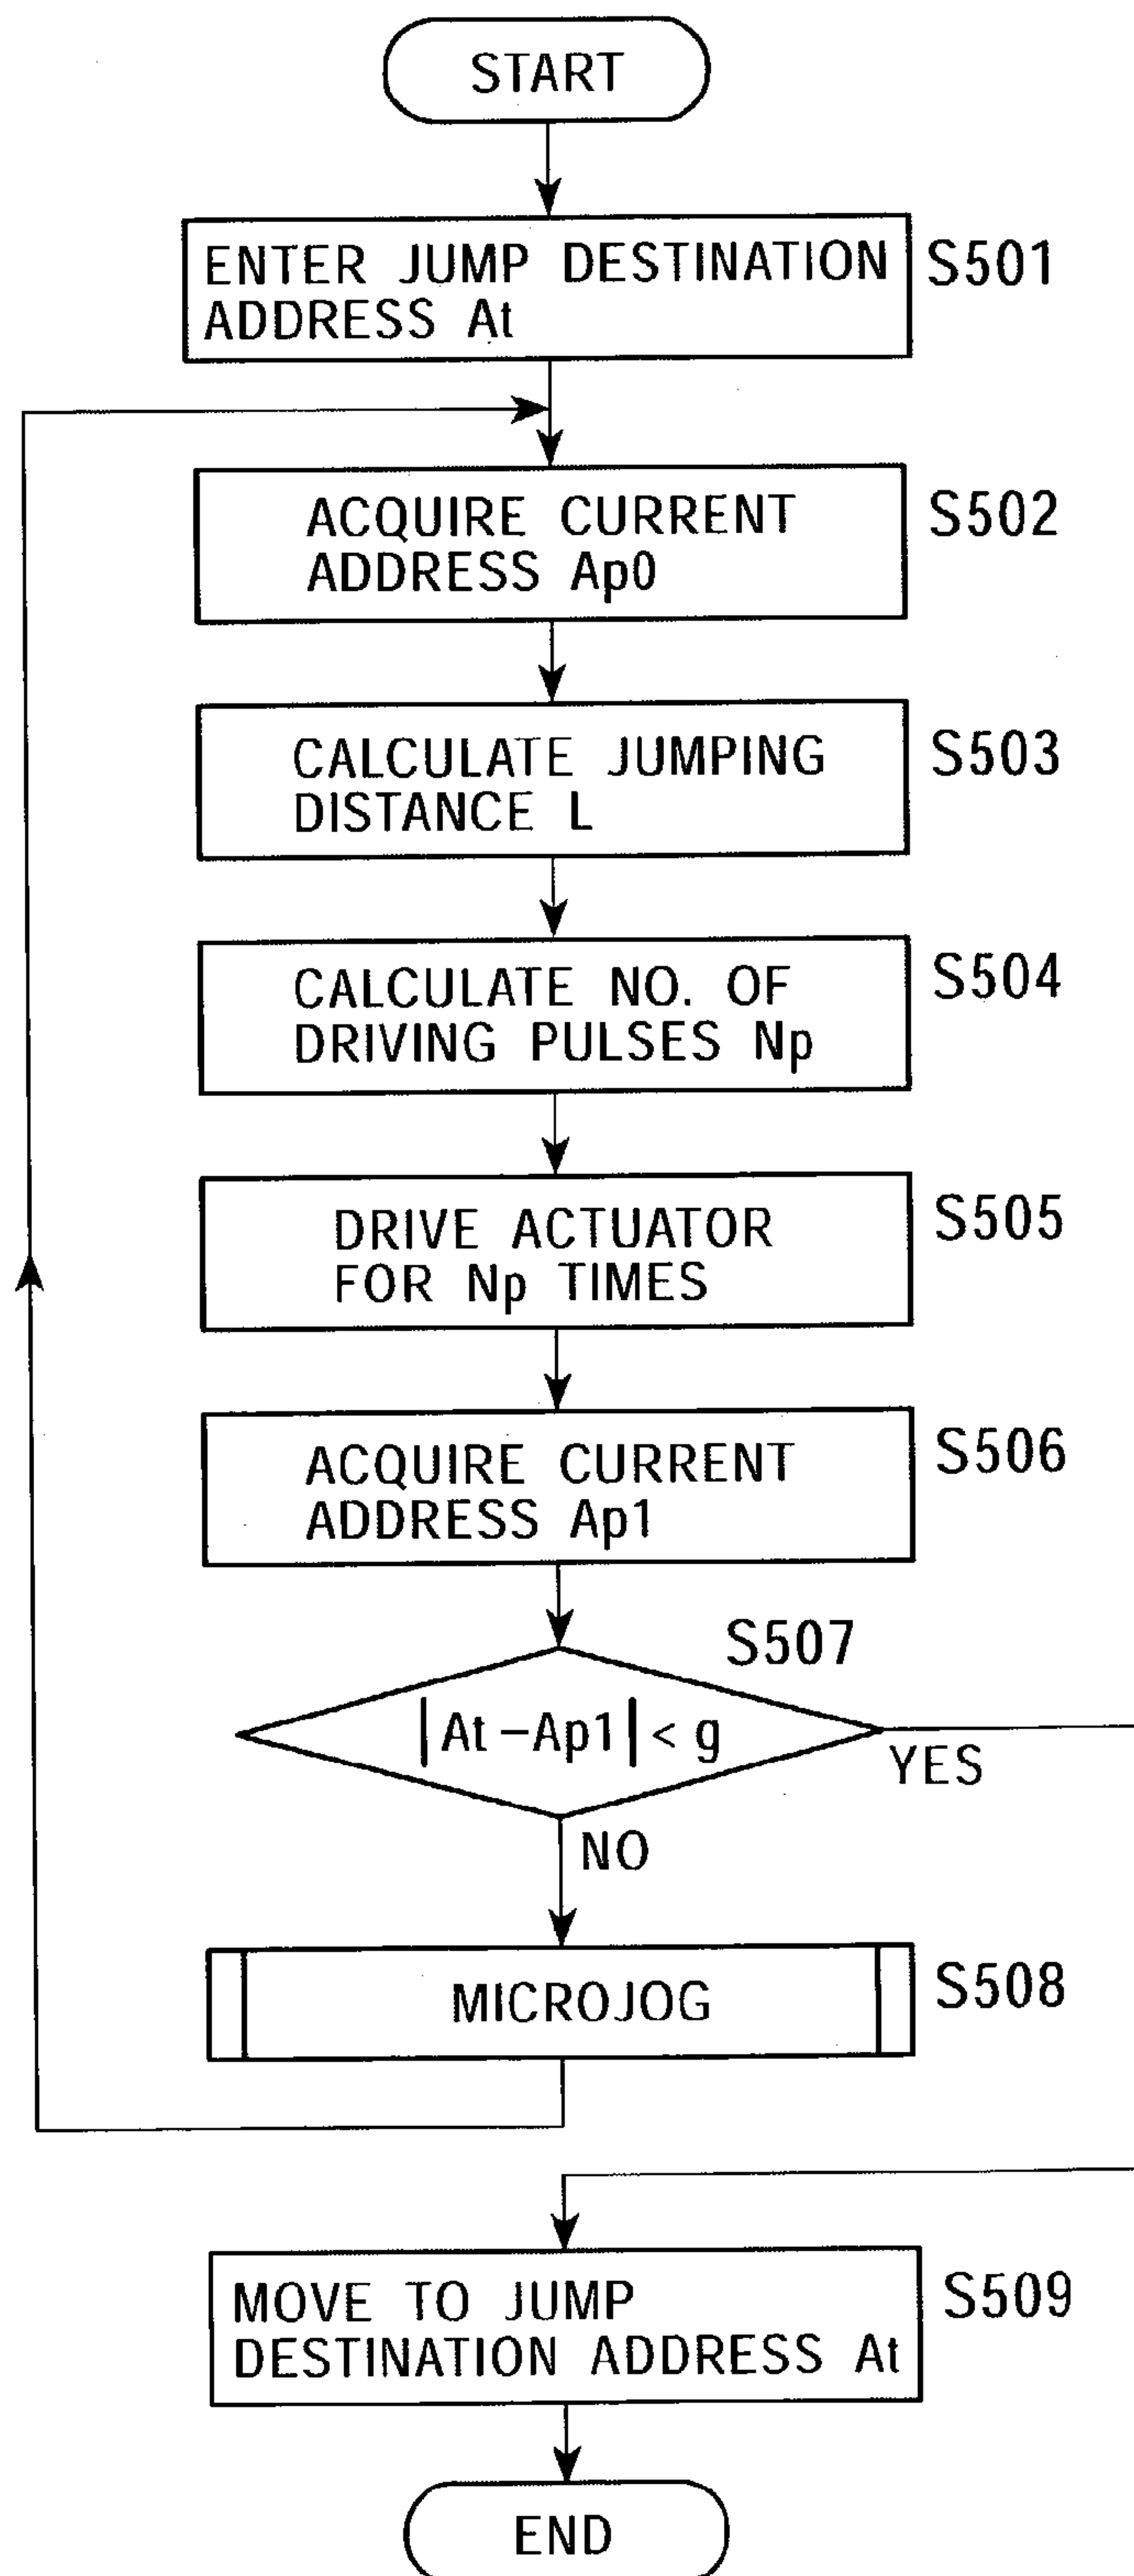 START
ENTER JUMP DESTINATION
ADDRESS At
S501
ACQUIRE CURRENT
ADDRESS Ap0
S502
CALCULATE JUMPING
DISTANCE L
S503
CALCULATE NO. OF
DRIVING PULSES Np
S504
DRIVE ACTUATOR
FOR Np TIMES
S505
ACQUIRE CURRENT
ADDRESS Ap1
S506
S507
|At-Ap1|< g
YES
NO
MICROJOG
S508
MOVE TO JUMP
DESTINATION ADDRESS At
S509
END